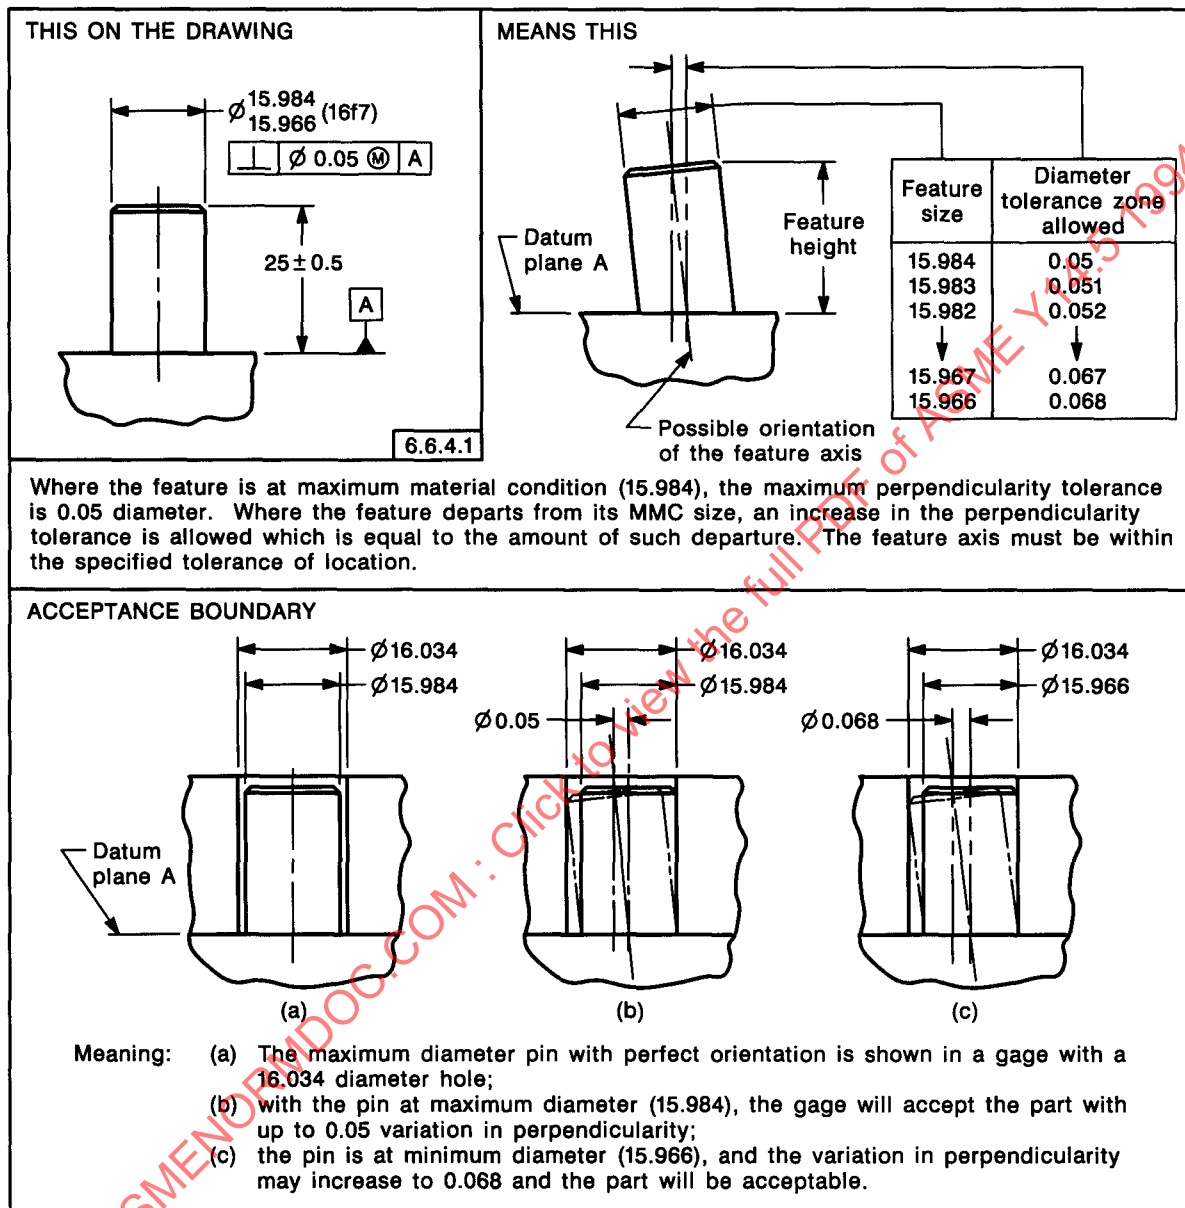 THIS ON THE DRAWING
⌀ 15.984
15.966 (16f7)
⊥ ⌀ 0.05 Ⓜ A
25 ± 0.5
A
6.6.4.1
MEANS THIS
Feature height
Datum plane A
Possible orientation
of the feature axis
Feature size Diameter tolerance zone allowed
15.984 0.05
15.983 0.051
15.982 0.052
15.967 0.067
15.966 0.068
Where the feature is at maximum material condition (15.984), the maximum perpendicularity tolerance
is 0.05 diameter. Where the feature departs from its MMC size, an increase in the perpendicularity
tolerance is allowed which is equal to the amount of such departure. The feature axis must be within
the specified tolerance of location.
ACCEPTANCE BOUNDARY
⌀16.034
⌀15.984
Datum
plane A
(a)
⌀16.034
⌀15.984
⌀0.05
(b)
⌀16.034
⌀15.966
⌀0.068
(c)
Meaning: (a) The maximum diameter pin with perfect orientation is shown in a gage with a
16.034 diameter hole;
(b) with the pin at maximum diameter (15.984), the gage will accept the part with
up to 0.05 variation in perpendicularity;
(c) the pin is at minimum diameter (15.966), and the variation in perpendicularity
may increase to 0.068 and the part will be acceptable.
SMENORMDOC.COM : Click to view the full PDF of ASME Y14.5 1994